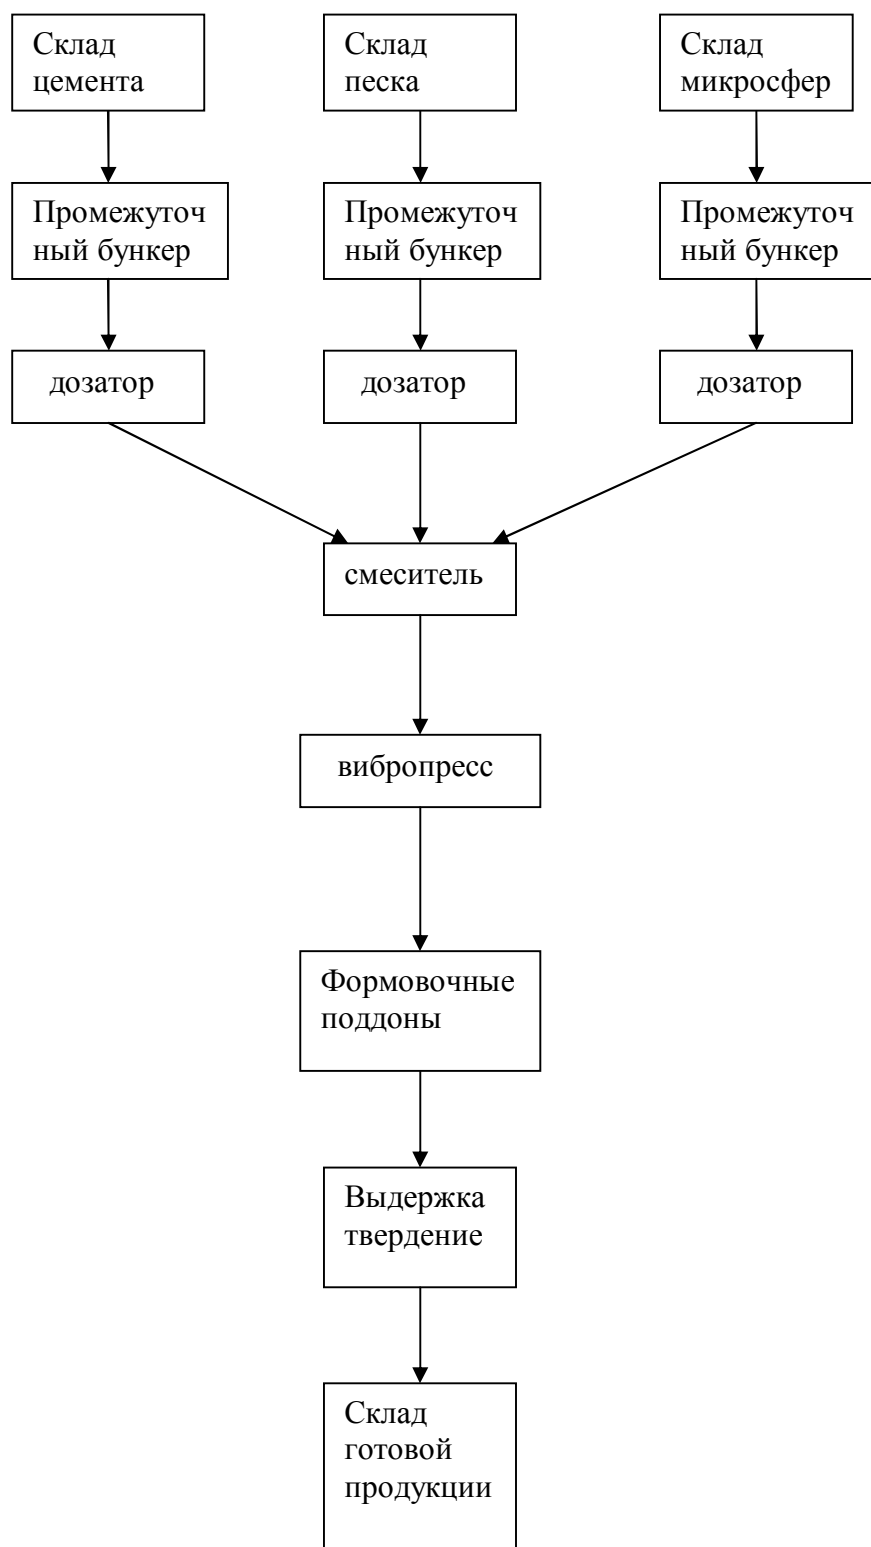 Склад
цемента
Склад
песка
Склад
микросфер
Промежуточ
ный бункер
Промежуточ
ный бункер
Промежуточ
ный бункер
дозатор
дозатор
дозатор
смеситель
вибропресс
Формовочные
поддоны
Выдержка
твердение
Склад
готовой
продукции